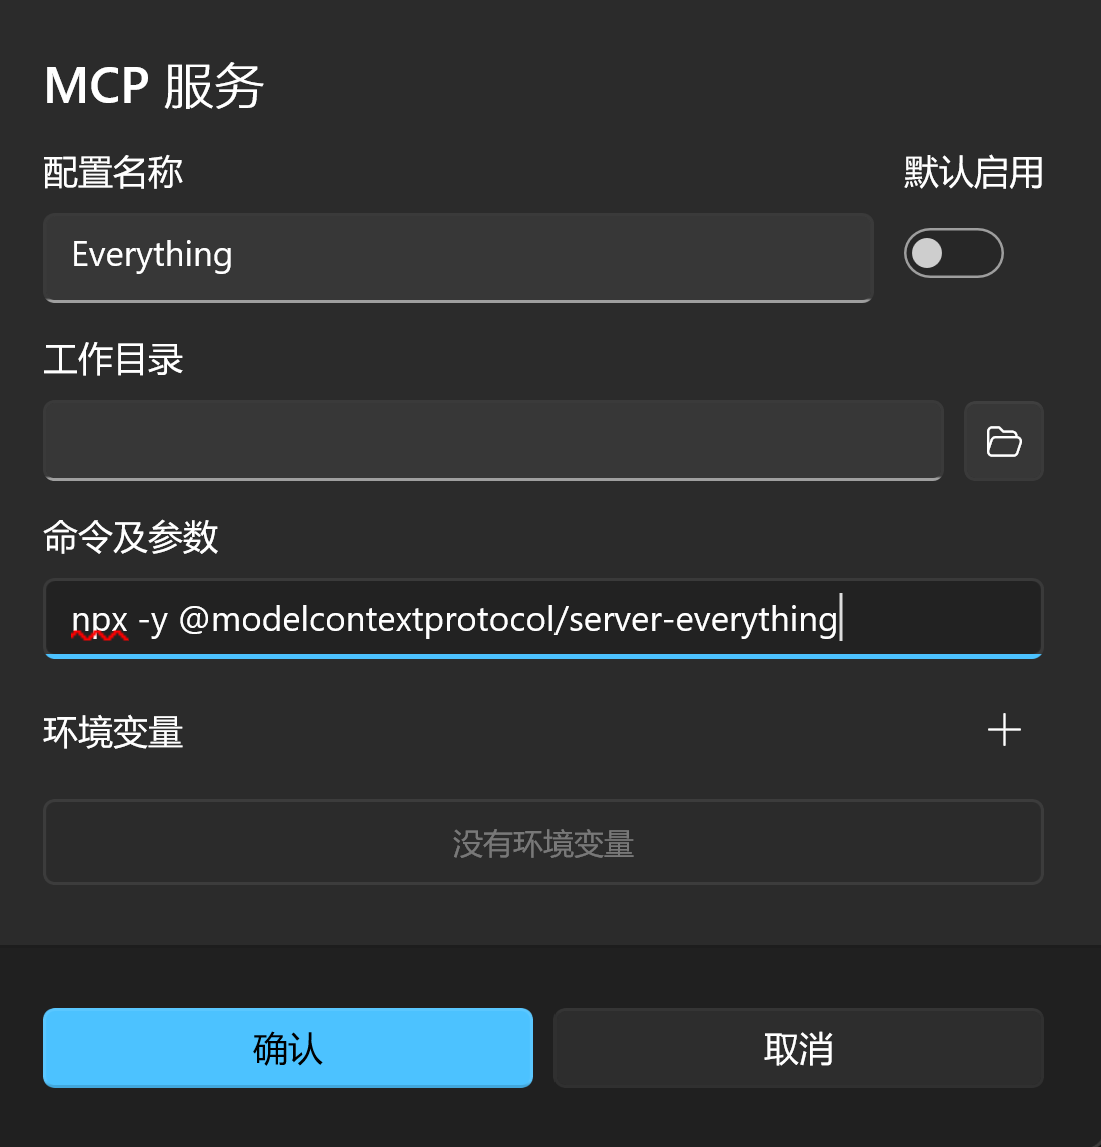 MCP 服务
配置名称
默认启用
Everything
工作目录
命令及参数
npx -y @modelcontextprotocol/server-everything
环境变量
没有环境变量
确认
取消